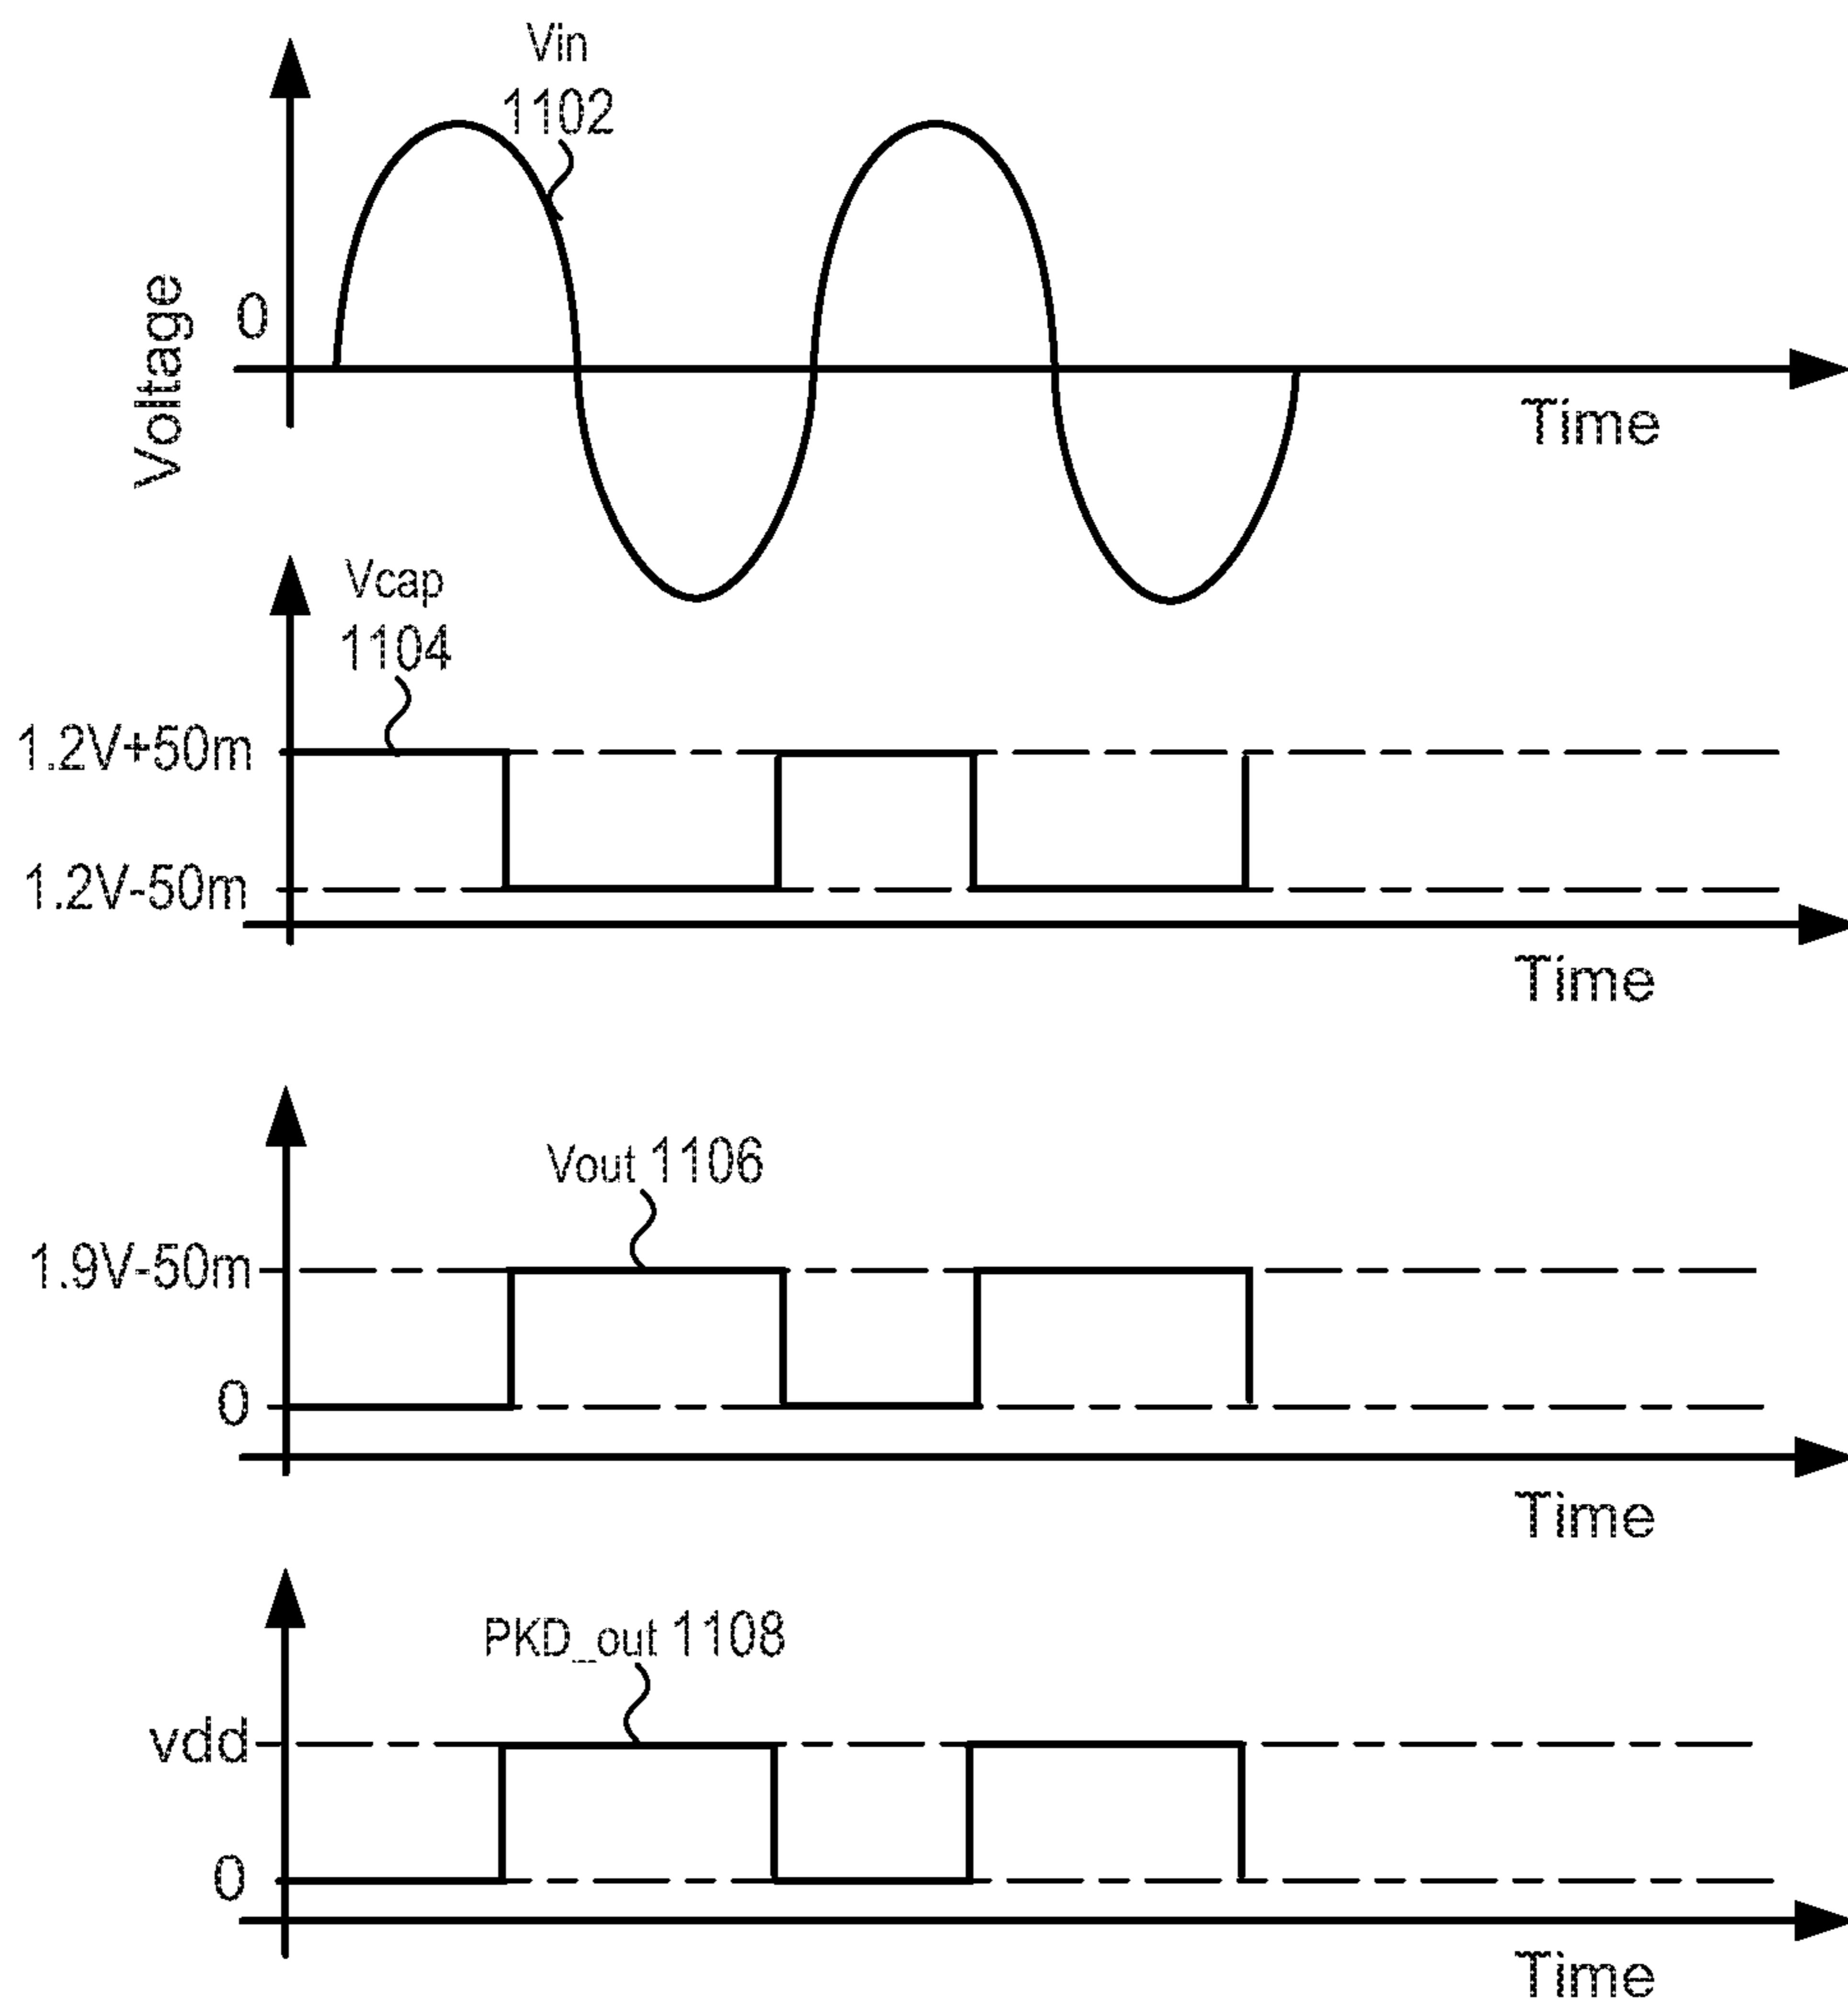 Vin
1102
Voltage
0
Time
Vcap
1104
1.2V+50m
1.2V-50m
Time
Vout 1106
1.9V-50m
0
Time
PKD_out 1108
vdd
0
Time